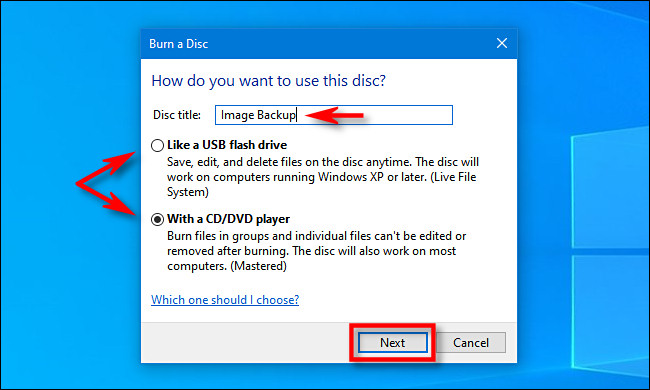 Burn a Disc
How do you want to use this disc?
Disc title: Image Backup
Like a USB flash drive
Save, edit, and delete files on the disc anytime. The disc will
work on computers running Windows XP or later. (Live File
System)
With a CD/DVD player
Burn files in groups and individual files can't be edited or
removed after burning. The disc will also work on most
computers. (Mastered)
Which one should I choose?
Next Cancel